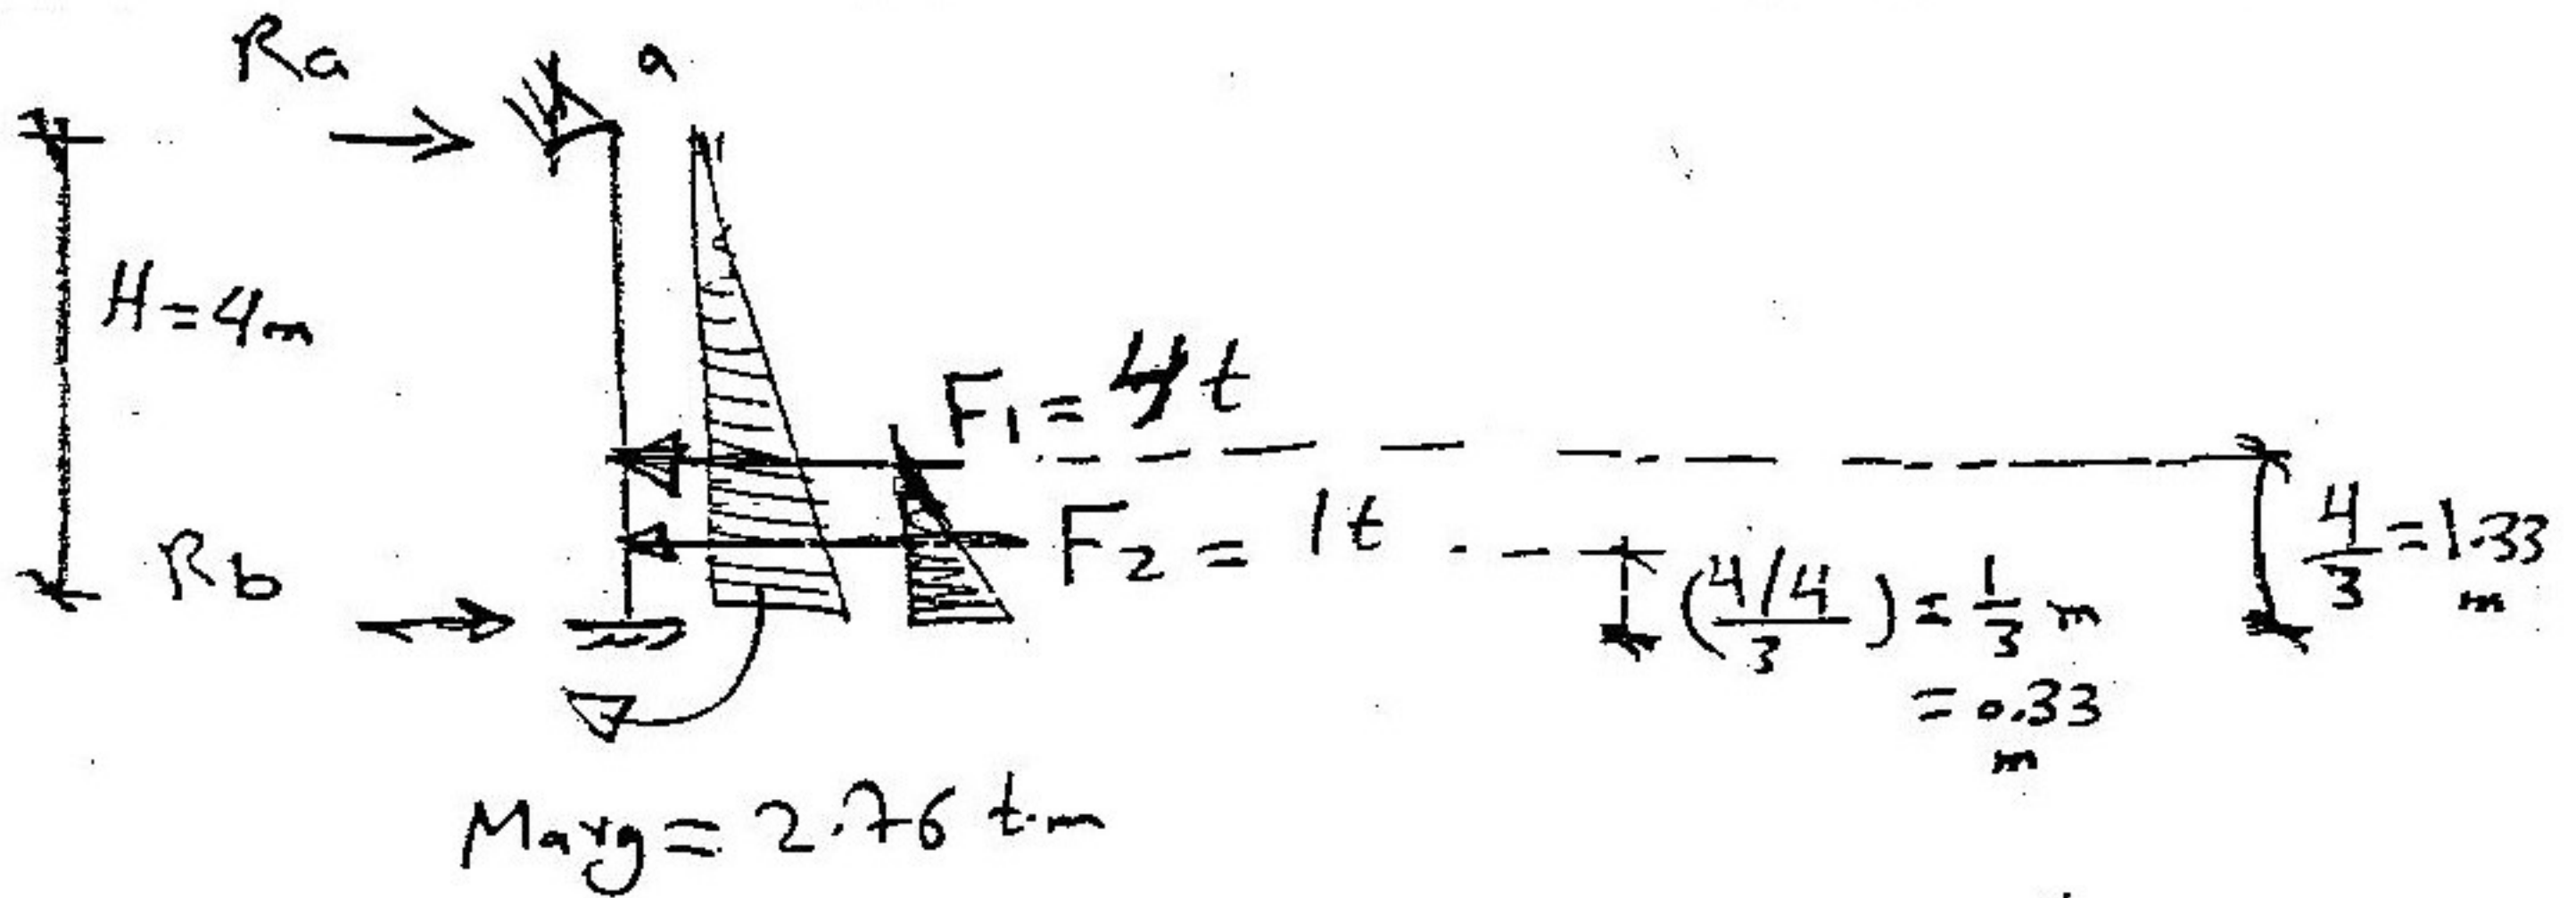 Ra
a
H=4m
F1 = 4t
Rb
F2 = 1t
4/3 = 1.33 m
(4/4 / 3) = 1/3 m
= 0.33 m
Mavg = 2.76 t.m